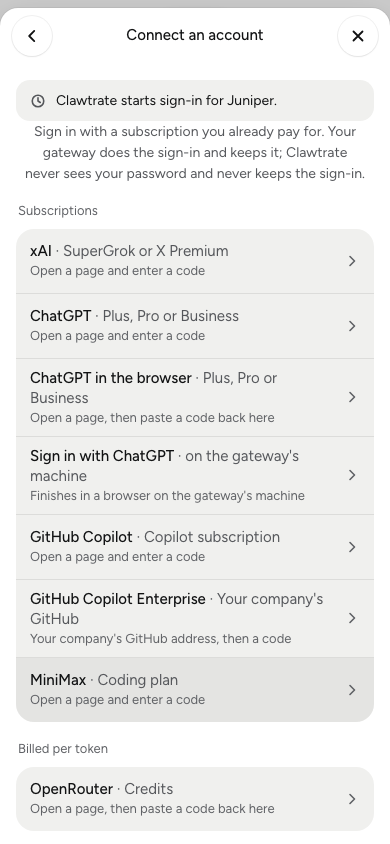 Connect an account
Clawtrate starts sign-in for Juniper.
Sign in with a subscription you already pay for. Your
gateway does the sign-in and keeps it; Clawtrate
never sees your password and never keeps the sign-in.
Subscriptions
xAI · SuperGrok or X Premium
Open a page and enter a code
ChatGPT · Plus, Pro or Business
Open a page and enter a code
ChatGPT in the browser · Plus, Pro or
Business
Open a page, then paste a code back here
Sign in with ChatGPT · on the gateway's
machine
Finishes in a browser on the gateway's machine
GitHub Copilot · Copilot subscription
Open a page and enter a code
GitHub Copilot Enterprise · Your company's
GitHub
Your company's GitHub address, then a code
MiniMax · Coding plan
Open a page and enter a code
Billed per token
OpenRouter · Credits
Open a page, then paste a code back here